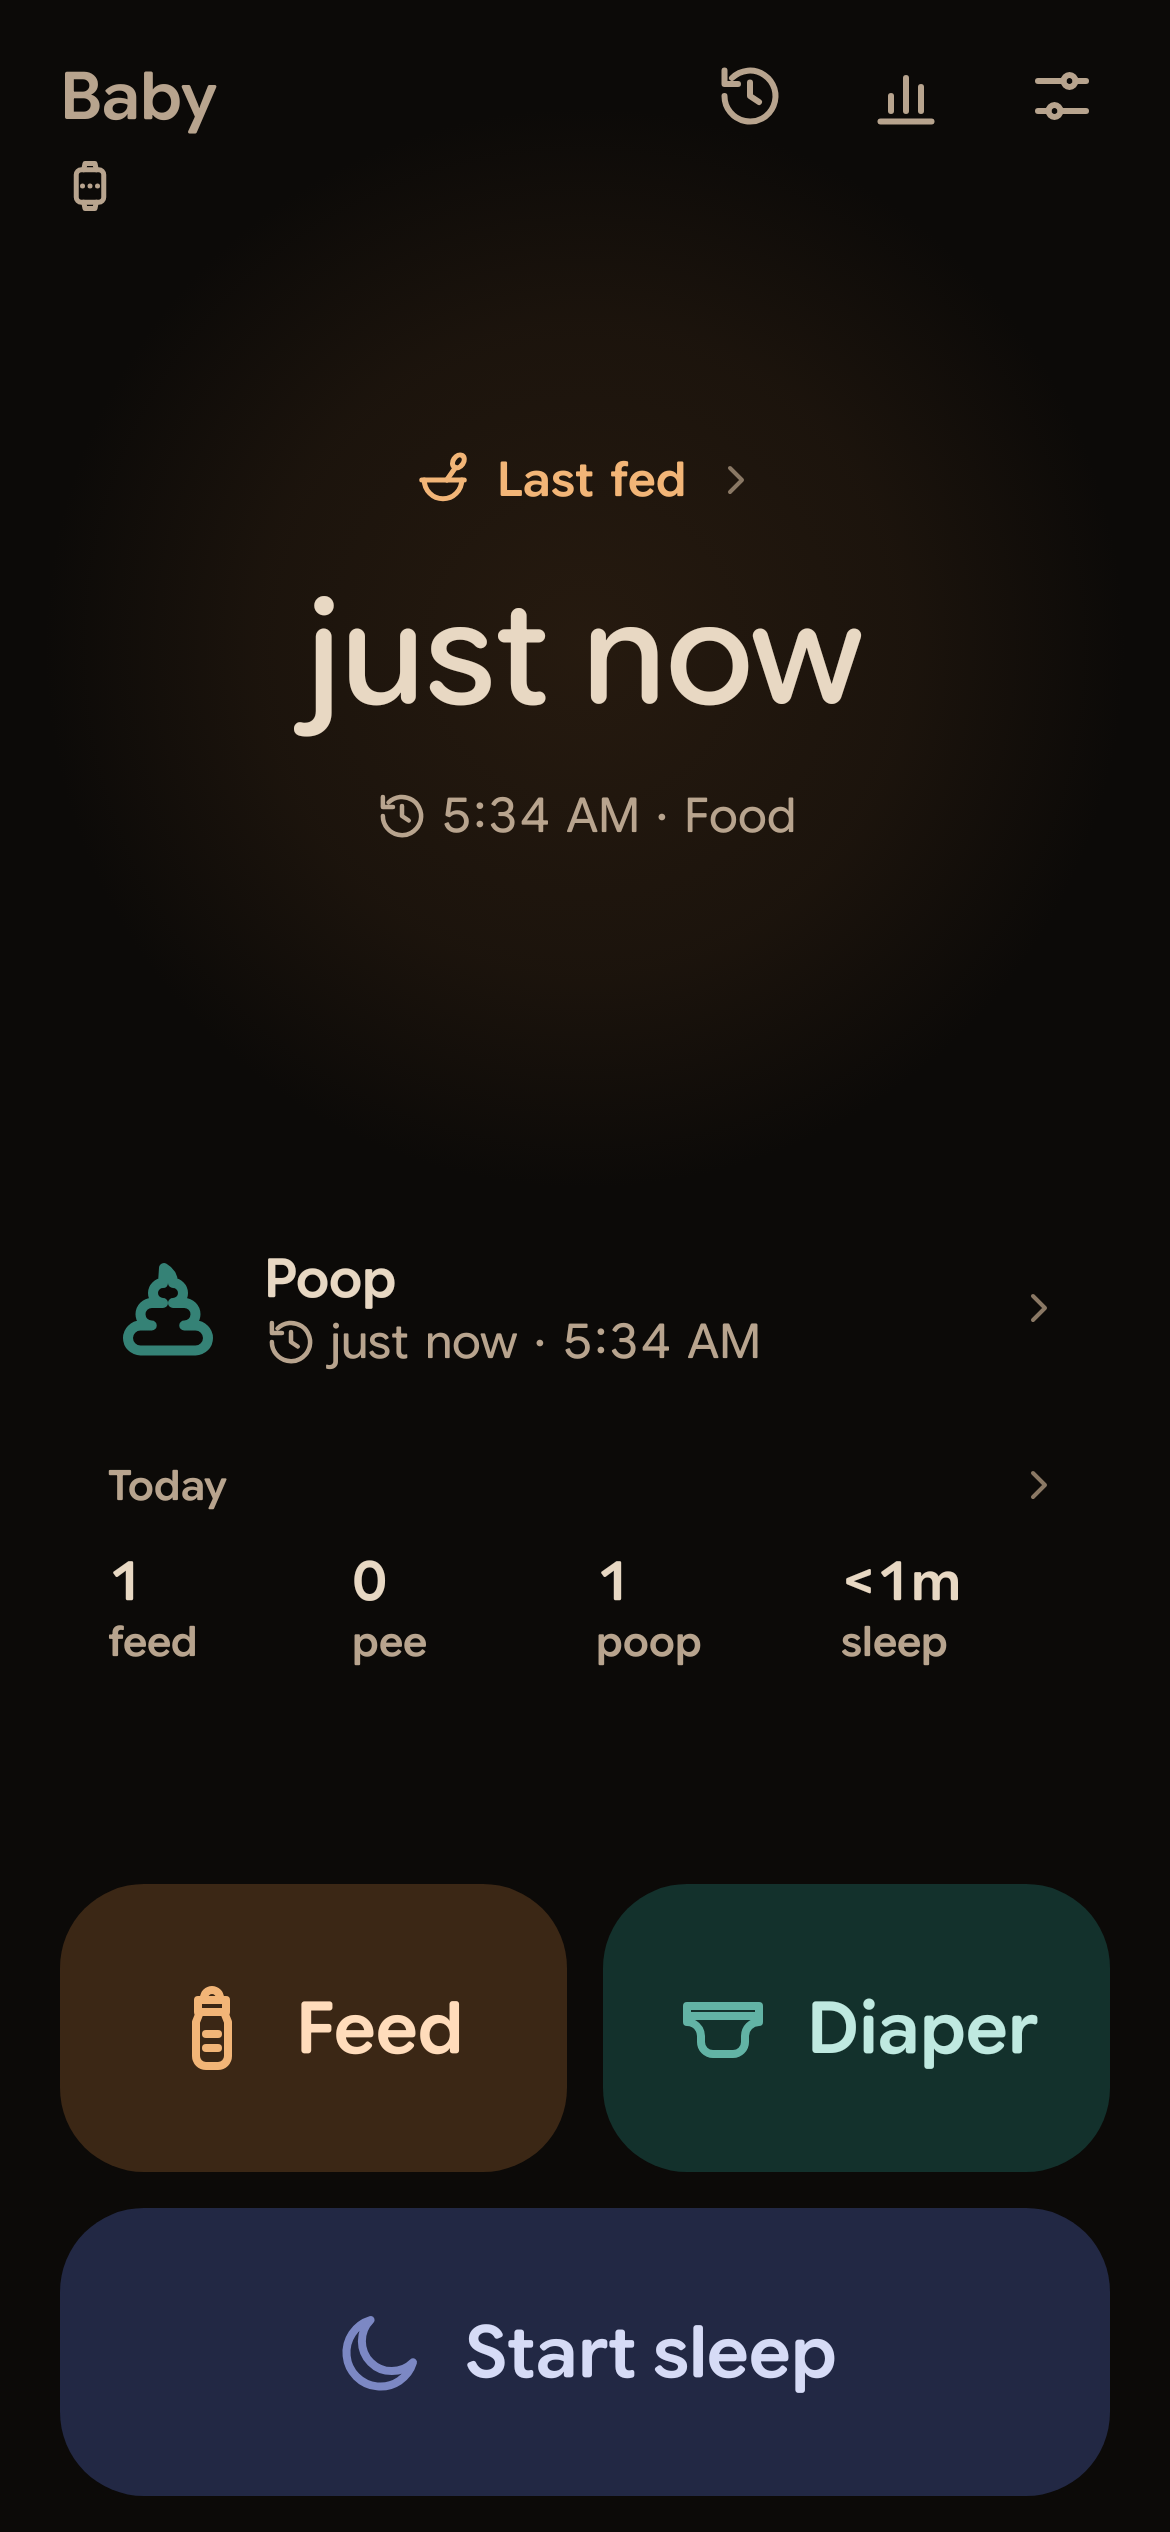 Baby
Last fed
just now
5:34 AM · Food
Poop
just now · 5:34 AM
Today
1 0 1 <1m
feed pee poop sleep
Feed Diaper
Start sleep